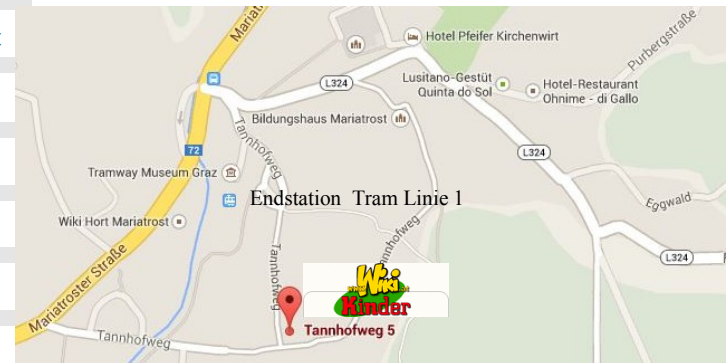 Mariatr
Hotel Pfeifer Kirchenwirt
Purbergstraße
L324
Lusitano-Gestüt
Quinta do Sol
Hotel-Restaurant
Ohnime - di Gallo
Bildungshaus Mariatrost
Tannhofweg
72
L324
Tramway Museum Graz
Endstation Tram Linie 1
Eggwald
Wiki Hort Mariatrost
Tannhofweg
Tannhofweg
L324
Mariatroster Straße
Wiki
Kinder
Tannhofweg 5
Tannhofweg